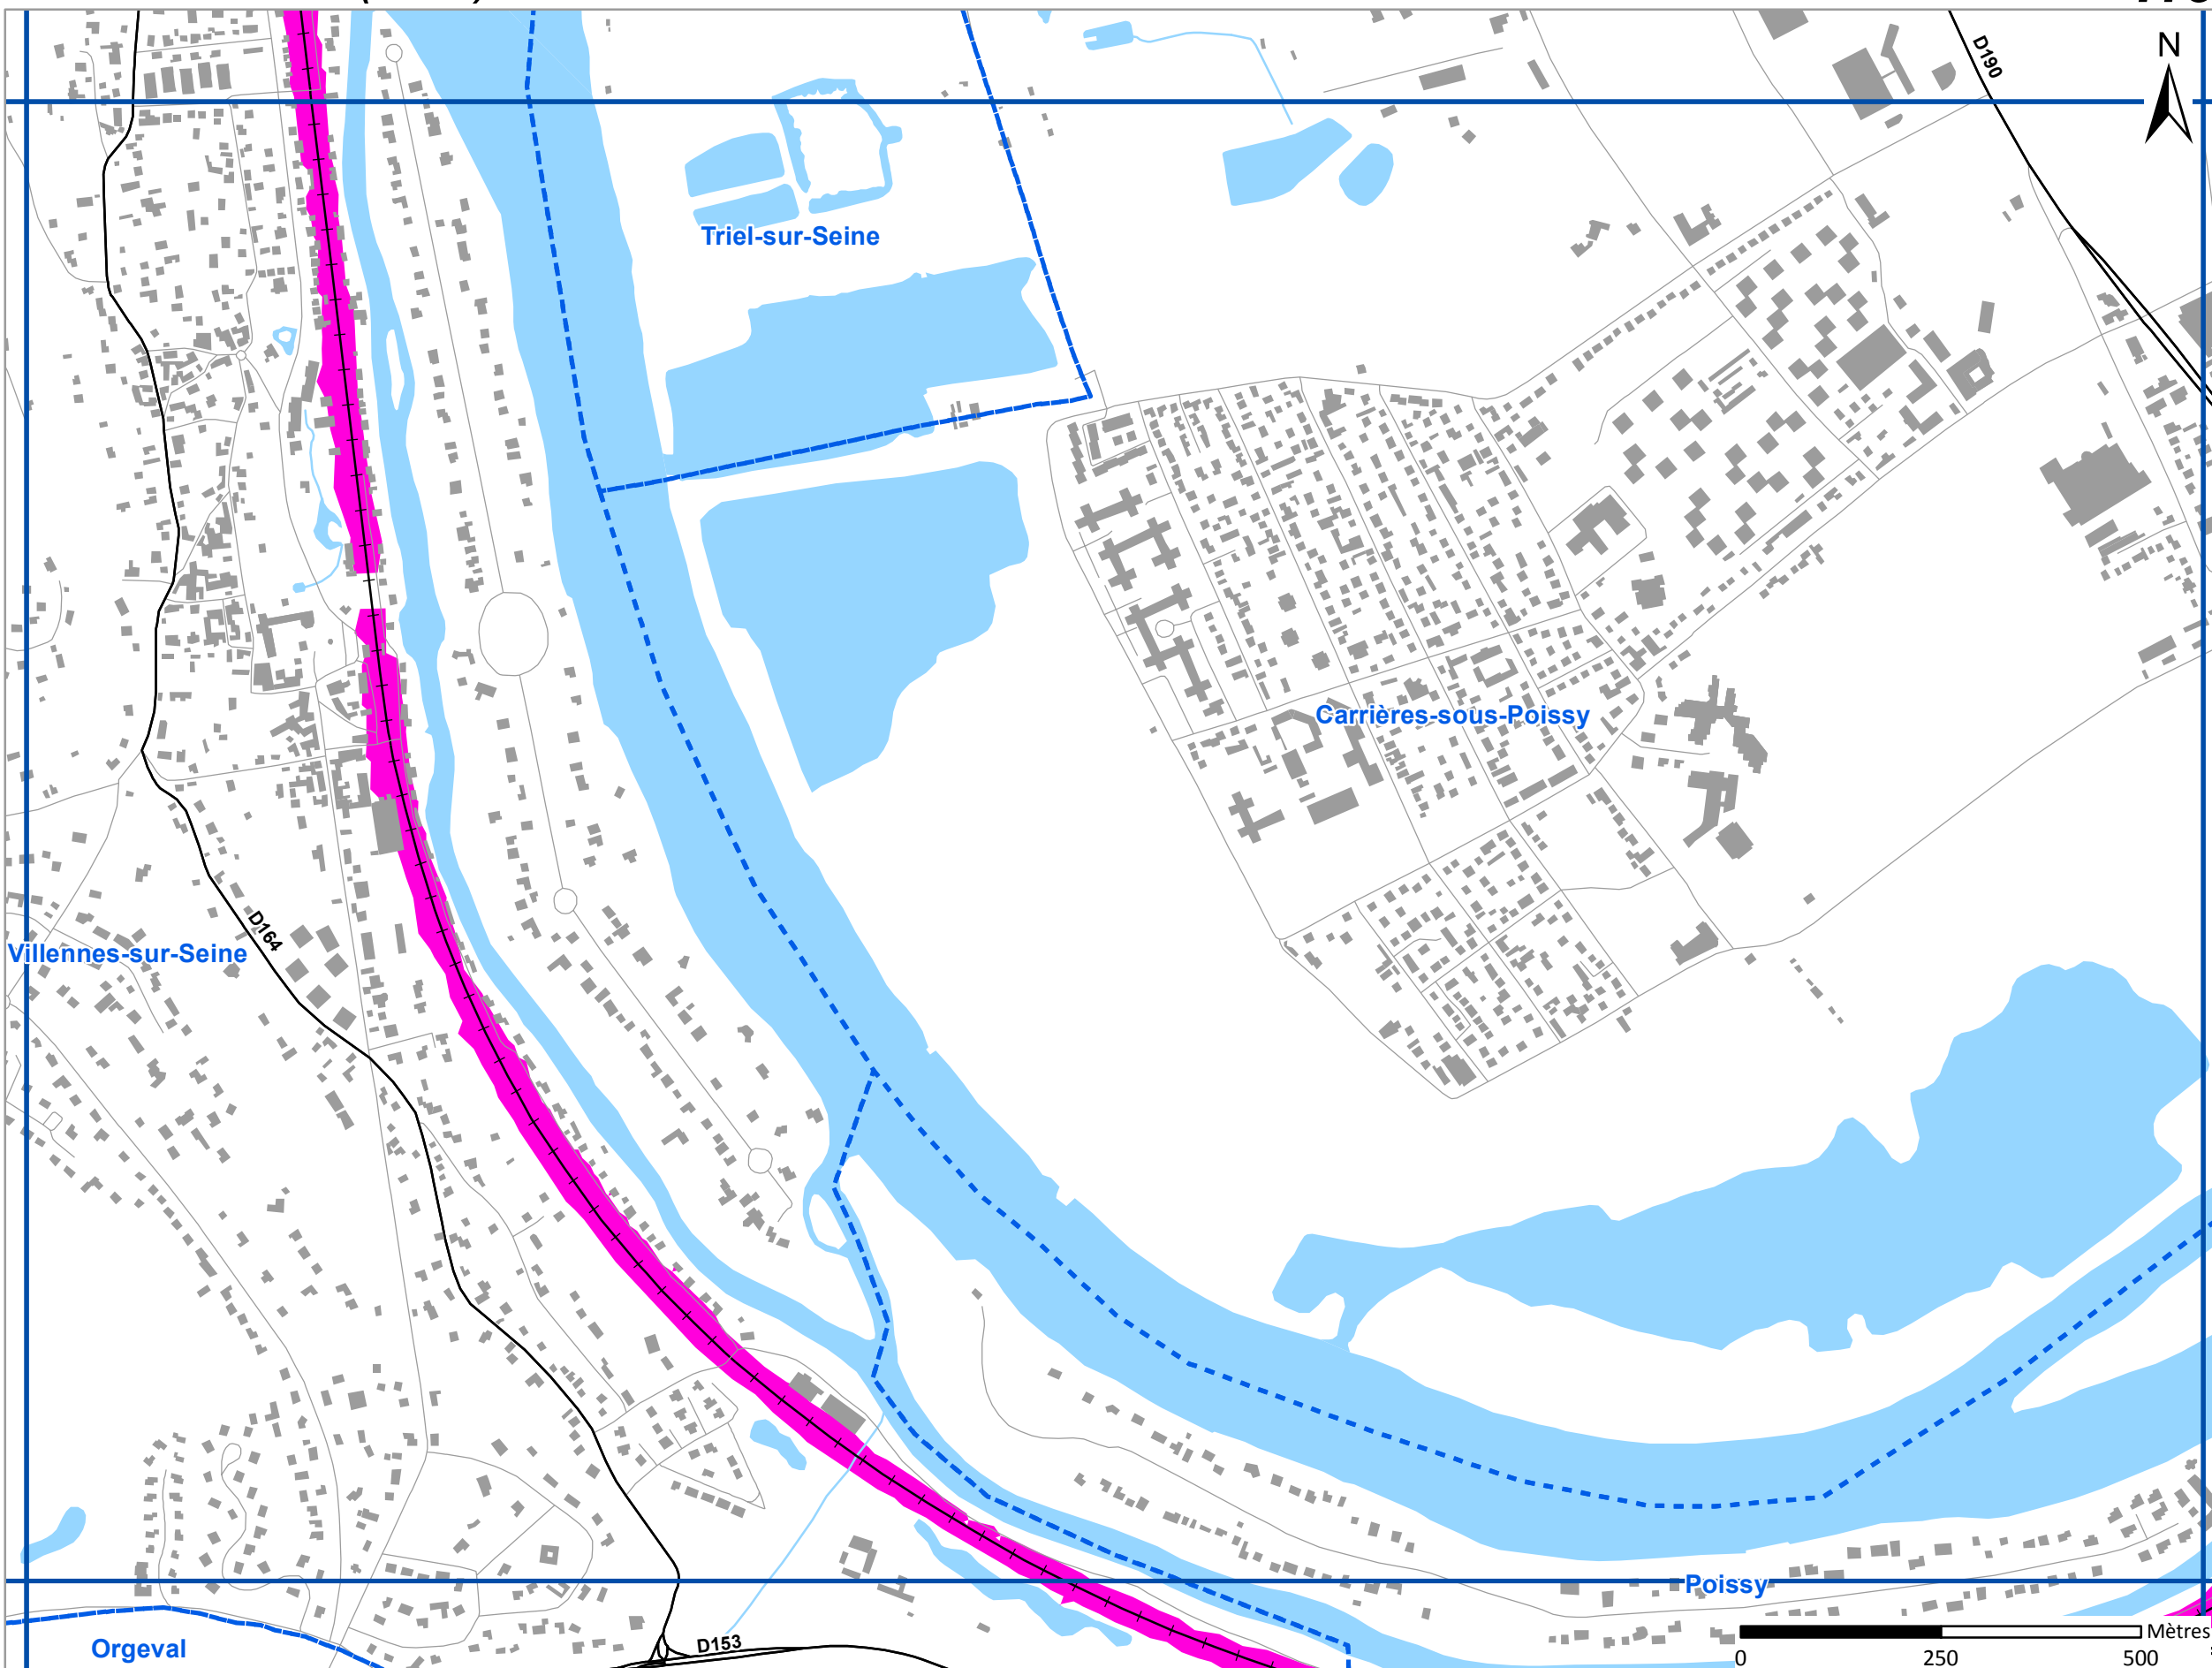 D190
N
Triel-sur-Seine
Carrières-sous-Poissy
D164
Villennes-sur-Seine
Poissy
Mètres
D153
Orgeval
0 250 500